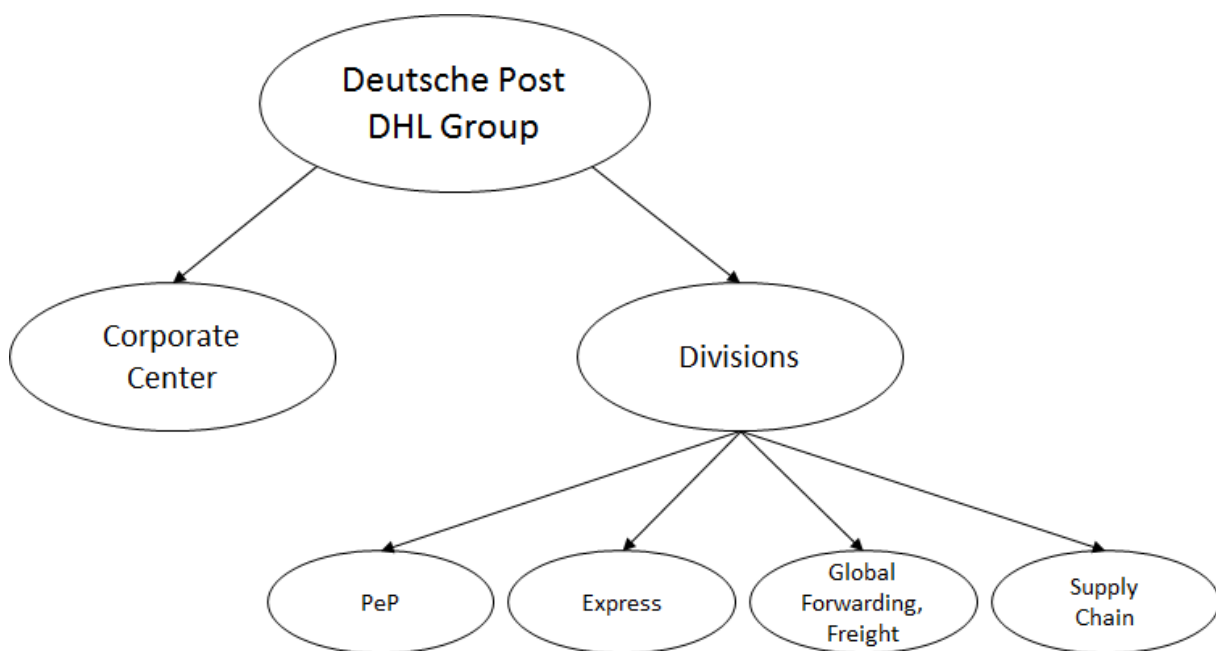 Deutsche Post
DHL Group
Corporate
Center
Divisions
PeP
Express
Global
Forwarding,
Freight
Supply
Chain